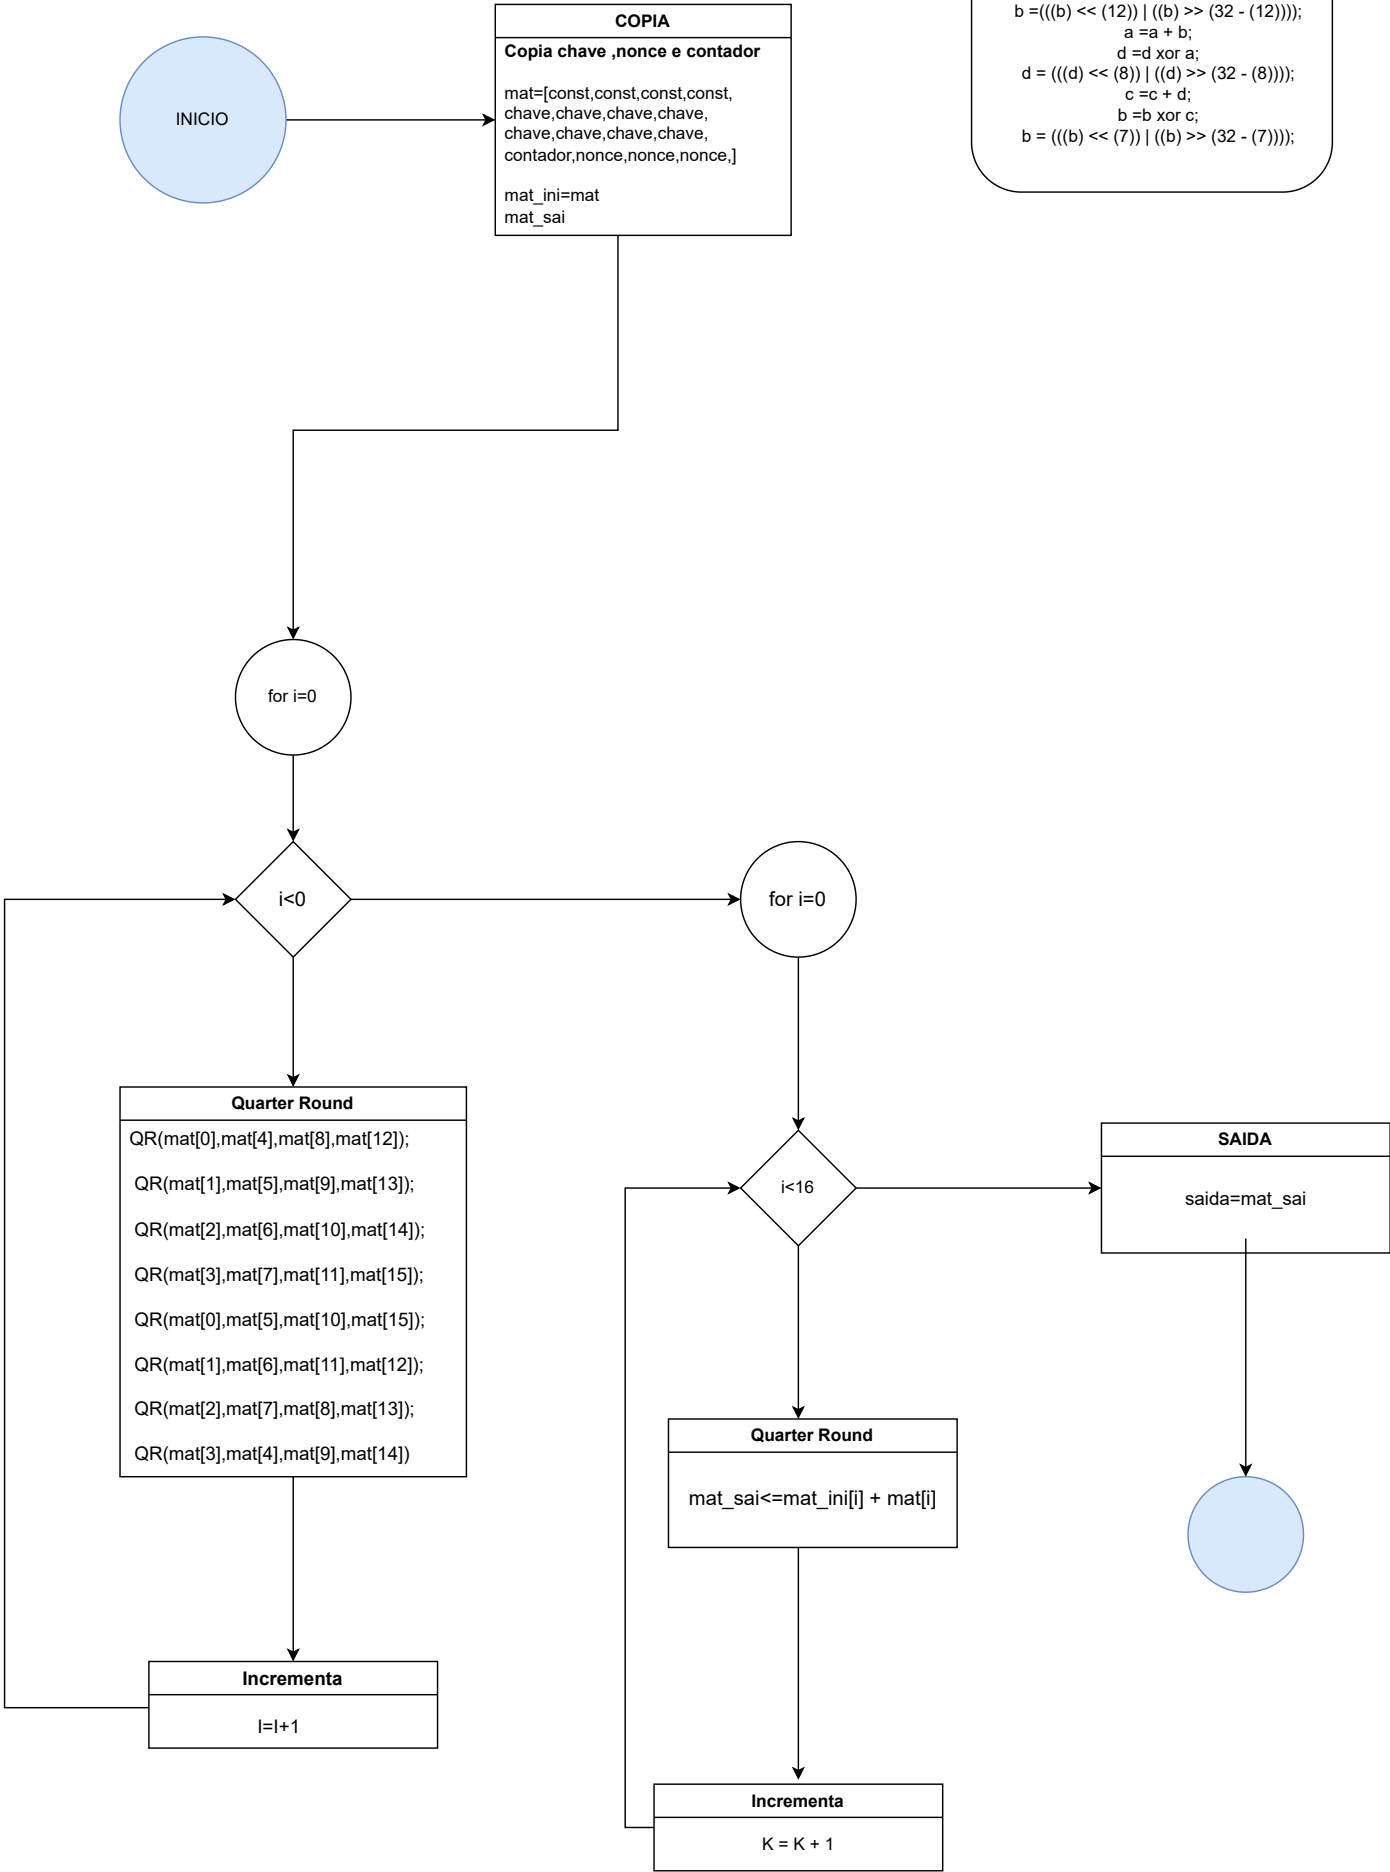 b =(((b) << (12)) | ((b) >> (32 - (12))));
a =a + b;
d =d xor a;
d = (((d) << (8)) | ((d) >> (32 - (8))));
c =c + d;
b =b xor c;
b = (((b) << (7)) | ((b) >> (32 - (7))));
COPIA
Copia chave ,nonce e contador
mat=[const,const,const,const,
chave,chave,chave,chave,
chave,chave,chave,chave,
contador,nonce,nonce,nonce,]
mat_ini=mat
mat_sai
INICIO
for i=0
i<0
for i=0
Quarter Round
QR(mat[0],mat[4],mat[8],mat[12]);
QR(mat[1],mat[5],mat[9],mat[13]);
QR(mat[2],mat[6],mat[10],mat[14]);
QR(mat[3],mat[7],mat[11],mat[15]);
QR(mat[0],mat[5],mat[10],mat[15]);
QR(mat[1],mat[6],mat[11],mat[12]);
QR(mat[2],mat[7],mat[8],mat[13]);
QR(mat[3],mat[4],mat[9],mat[14])
Incrementa
I=I+1
i<16
SAIDA
saida=mat_sai
Quarter Round
mat_sai<=mat_ini[i] + mat[i]
Incrementa
K = K + 1